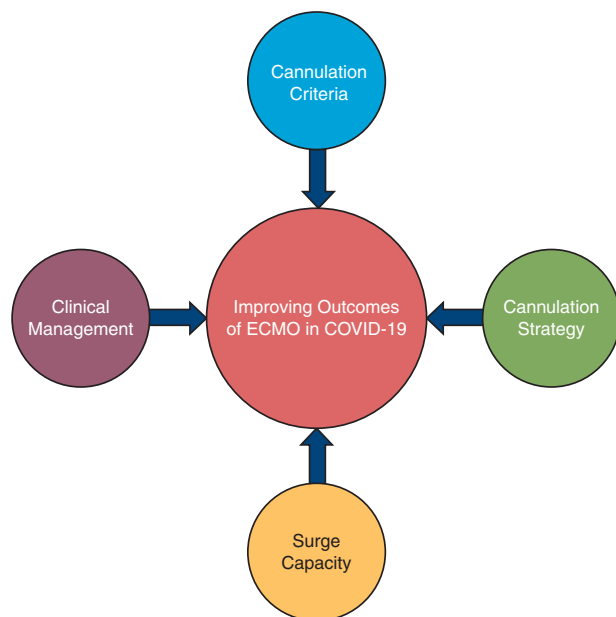 Cannulation
Criteria
Clinical
Management
Improving Outcomes
of ECMO in COVID-19
Cannulation
Strategy
Surge
Capacity